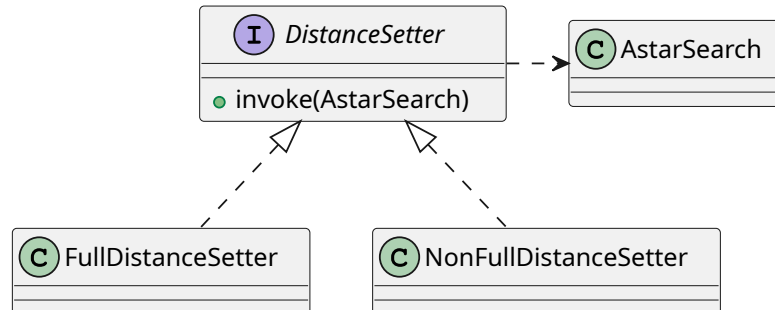 I DistanceSetter
C AstarSearch
invoke(AstarSearch)
C FullDistanceSetter
C NonFullDistanceSetter